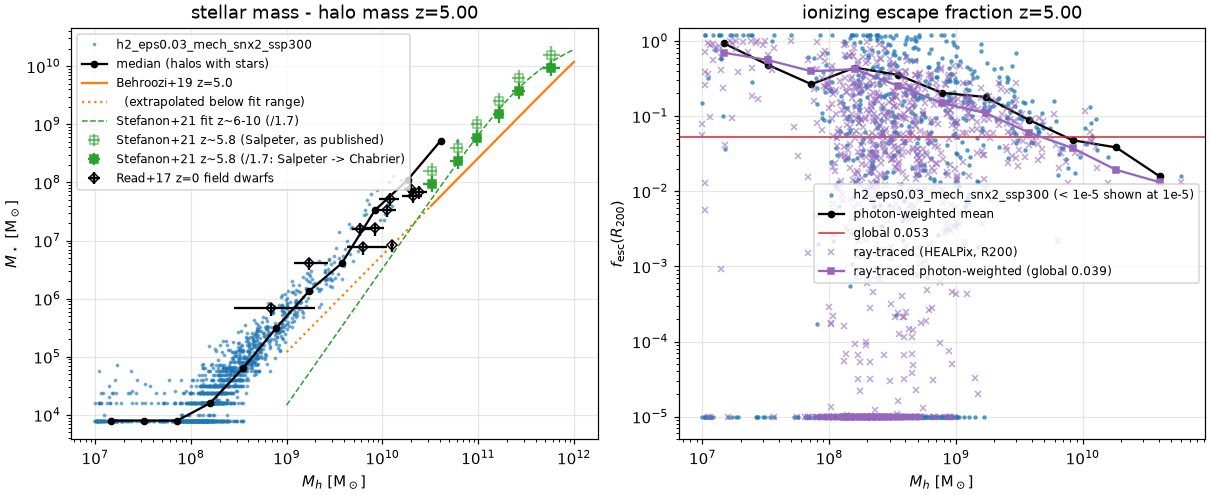 stellar mass - halo mass z=5.00
h2_eps0.03_mech_snx2_ssp300
median (halos with stars)
Behroozi+19 z=5.0
(extrapolated below fit range)
Stefanon+21 fit z~6-10 (/1.7)
Stefanon+21 z~5.8 (Salpeter, as published)
Stefanon+21 z~5.8 (/1.7: Salpeter -> Chabrier)
Read+17 z=0 field dwarfs
10^10
10^9
10^8
10^7
10^6
10^5
10^4
M⋆ [M⊙]
10^7 10^8 10^9 10^10 10^11 10^12
M_h [M⊙]
ionizing escape fraction z=5.00
10^0
10^−1
10^−2
10^−3
10^−4
10^−5
f_esc(R_200)
h2_eps0.03_mech_snx2_ssp300 (< 1e-5 shown at 1e-5)
photon-weighted mean
global 0.053
ray-traced (HEALPix, R200)
ray-traced photon-weighted (global 0.039)
10^7 10^8 10^9 10^10
M_h [M⊙]